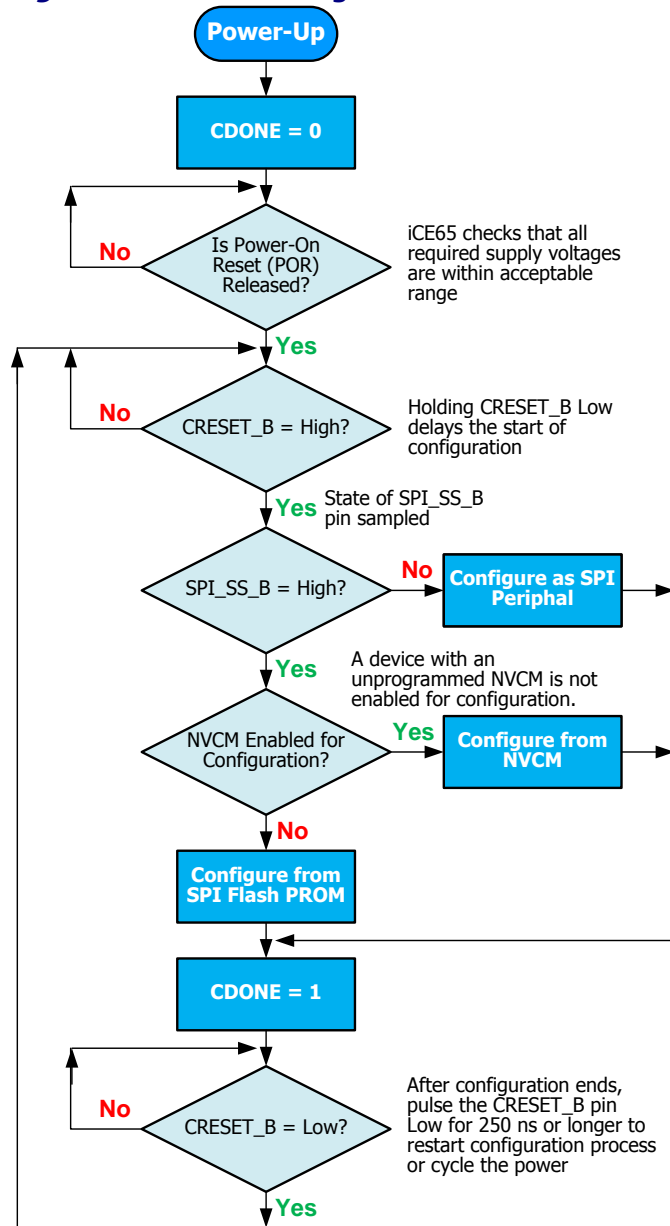 Power-Up
CDONE = 0
No
Is Power-On
Reset (POR)
Released?
iCE65 checks that all
required supply voltages
are within acceptable
range
Yes
No
CRESET_B = High?
Holding CRESET_B Low
delays the start of
configuration
Yes
State of SPI_SS_B
pin sampled
SPI_SS_B = High?
No
Configure as SPI
Periphal
Yes
A device with an
unprogrammed NVCM is not
enabled for configuration.
NVCM Enabled for
Configuration?
Yes
Configure from
NVCM
No
Configure from
SPI Flash PROM
CDONE = 1
No
CRESET_B = Low?
After configuration ends,
pulse the CRESET_B pin
Low for 250 ns or longer to
restart configuration process
or cycle the power
Yes